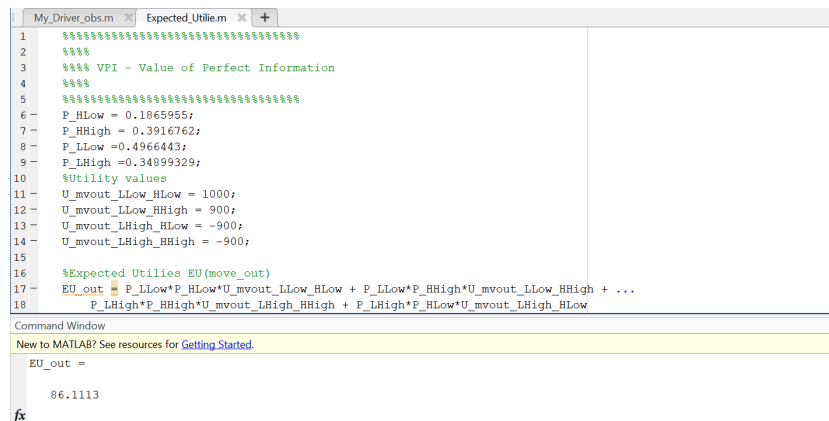 My_Driver_obs.m × Expected_Utilie.m × +
1 %%%%%%%%%%%%%%%%%%%%%%%%%%%%%%%%%%
2 %%%%
3 %%%% VPI - Value of Perfect Information
4 %%%%
5 %%%%%%%%%%%%%%%%%%%%%%%%%%%%%%%%%%
6 - P_HLow = 0.1865955;
7 - P_HHigh = 0.3916762;
8 - P_LLow =0.4966443;
9 - P_LHigh =0.34899329;
10 %Utility values
11 - U_mvout_LLow_HLow = 1000;
12 - U_mvout_LLow_HHigh = 900;
13 - U_mvout_LHigh_HLow = -900;
14 - U_mvout_LHigh_HHigh = -900;
15
16 %Expected Utilies EU(move_out)
17 - EU_out = P_LLow*P_HLow*U_mvout_LLow_HLow + P_LLow*P_HHigh*U_mvout_LLow_HHigh + ...
18 P_LHigh*P_HHigh*U_mvout_LHigh_HHigh + P_LHigh*P_HLow*U_mvout_LHigh_HLow
Command Window
New to MATLAB? See resources for Getting Started.
EU_out =
86.1113
fx